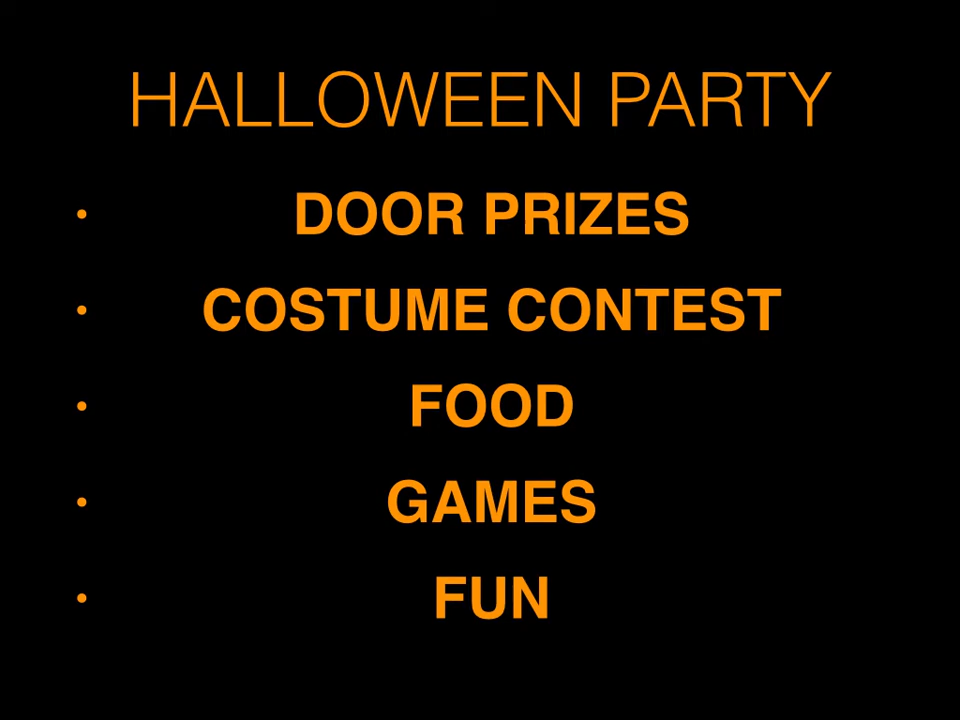 HALLOWEEN PARTY
• DOOR PRIZES
• COSTUME CONTEST
• FOOD
• GAMES
• FUN